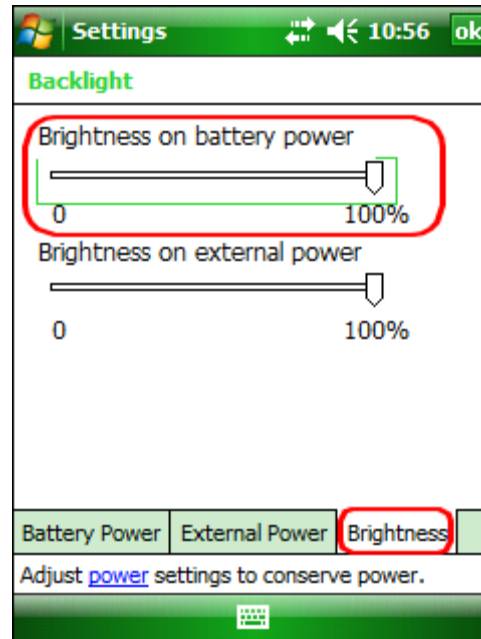 Settings 10:56 ok
Backlight
Brightness on battery power
0 100%
Brightness on external power
0 100%
Battery Power External Power Brightness
Adjust power settings to conserve power.